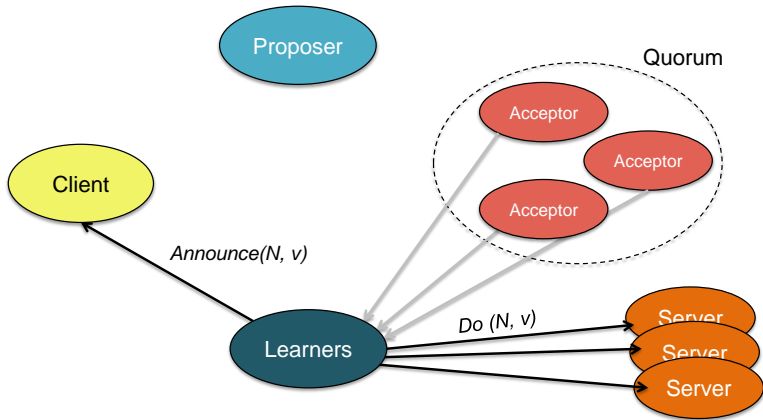 Proposer
Quorum
Acceptor
Acceptor
Acceptor
Client
Announce(N, v)
Do (N, v)
Learners
Server
Server
Server